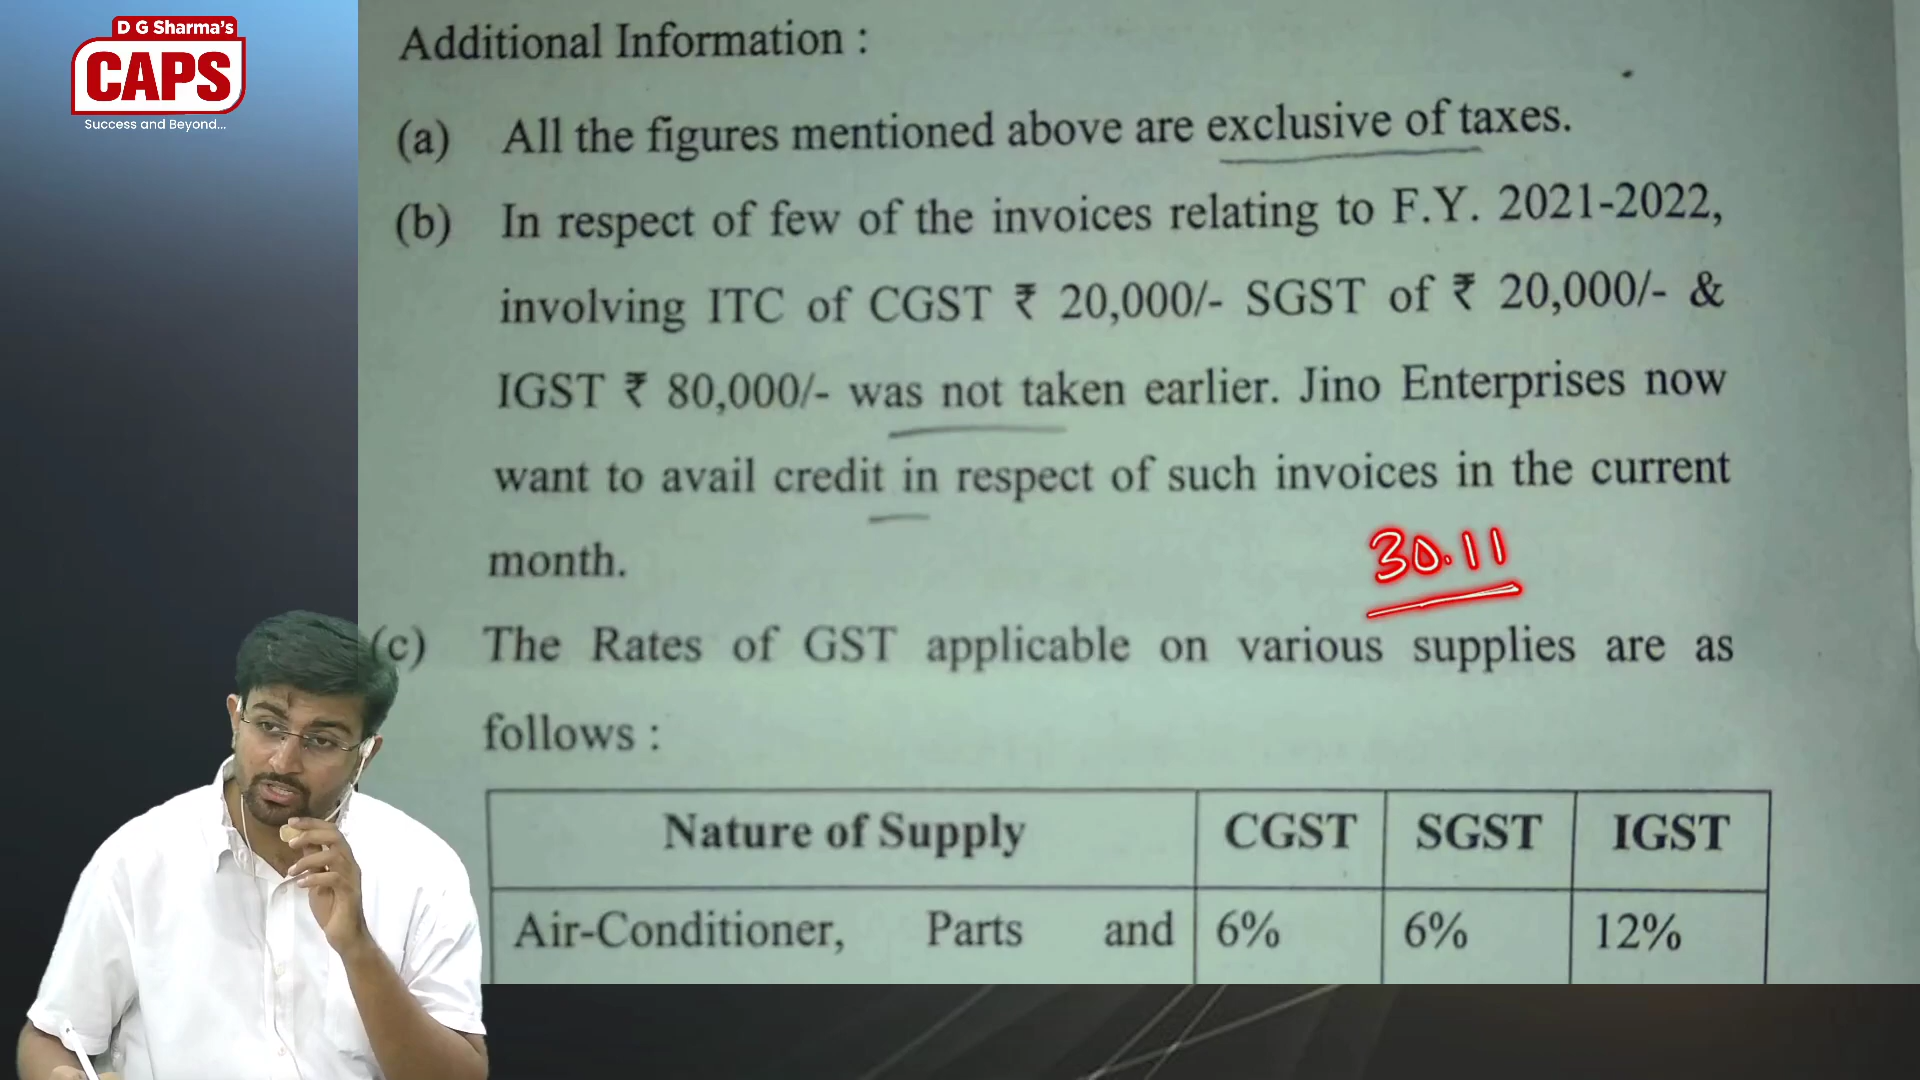 D G Sharma's
CAPS
Success and Beyond...
Additional Information :
(a) All the figures mentioned above are exclusive of taxes.
(b) In respect of few of the invoices relating to F.Y. 2021-2022,
involving ITC of CGST ₹ 20,000/- SGST of ₹ 20,000/- &
IGST ₹ 80,000/- was not taken earlier. Jino Enterprises now
want to avail credit in respect of such invoices in the current
month.
30.11
(c) The Rates of GST applicable on various supplies are as
follows :
Nature of Supply CGST SGST IGST
Air-Conditioner, Parts and 6% 6% 12%